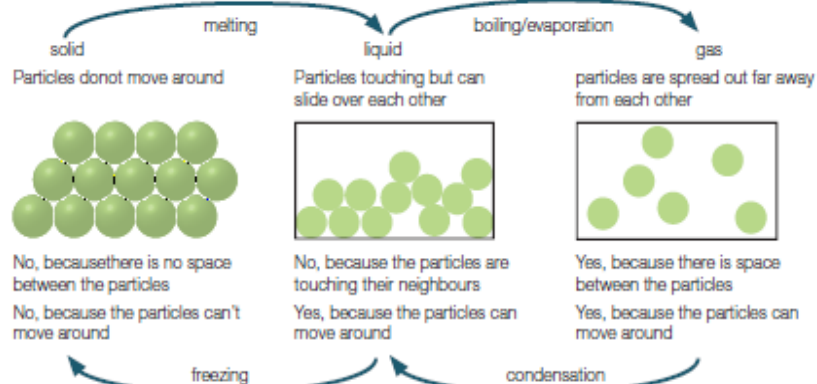 melting
boiling/evaporation
solid
liquid
gas
Particles donot move around
Particles touching but can
slide over each other
particles are spread out far away
from each other
No, becausethere is no space
between the particles
No, because the particles are
touching their neighbours
Yes, because there is space
between the particles
No, because the particles can't
move around
Yes, because the particles can
move around
Yes, because the particles can
move around
freezing
condensation